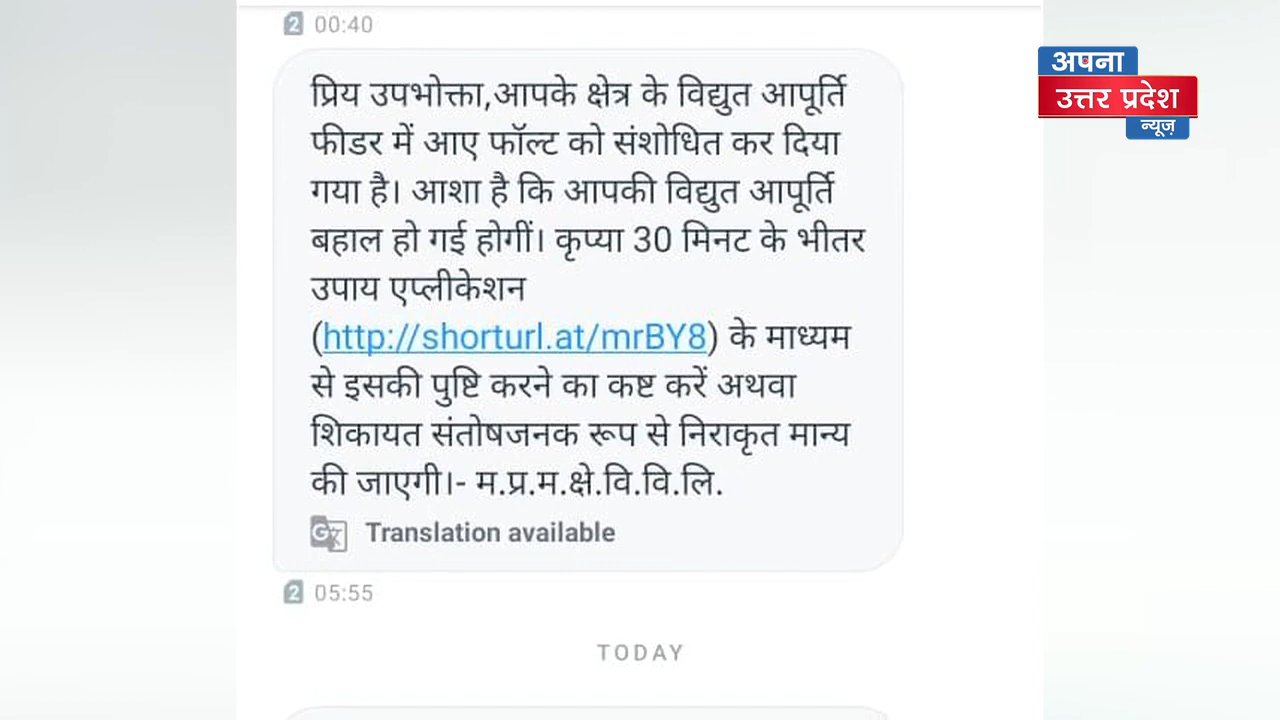 00:40
अपना
उत्तर प्रदेश
न्यूज़
प्रिय उपभोक्ता,आपके क्षेत्र के विद्युत आपूर्ति
फीडर में आए फॉल्ट को संशोधित कर दिया
गया है। आशा है कि आपकी विद्युत आपूर्ति
बहाल हो गई होगीं। कृप्या 30 मिनट के भीतर
उपाय एप्लीकेशन
(http://shorturl.at/mrBY8) के माध्यम
से इसकी पुष्टि करने का कष्ट करें अथवा
शिकायत संतोषजनक रूप से निराकृत मान्य
की जाएगी।- म.प्र.म.क्षे.वि.वि.लि.
Translation available
2 05:55
TODAY